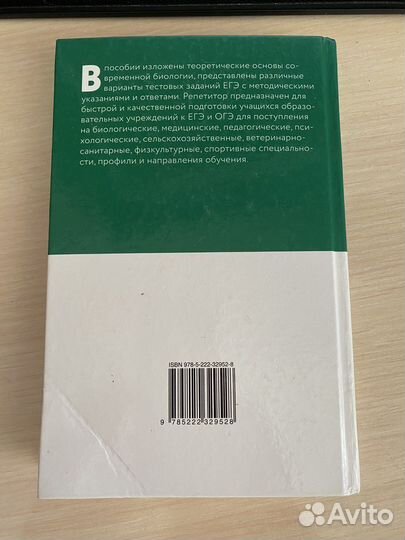 В пособии изложены теоретические основы со-
временной биологии, представлены различные
варианты тестовых заданий ЕГЭ с методическими
указаниями и ответами. Репетитор предназначен для
быстрой и качественной подготовки учащихся образо-
вательных учреждений к ЕГЭ и ОГЭ для поступления
на биологические, медицинские, педагогические, пси-
хологические, сельскохозяйственные, ветеринарно-
санитарные, физкультурные, спортивные специально-
сти, профили и направления обучения.
ISBN 978-5-222-32952-8
9 785222 329528
Avito